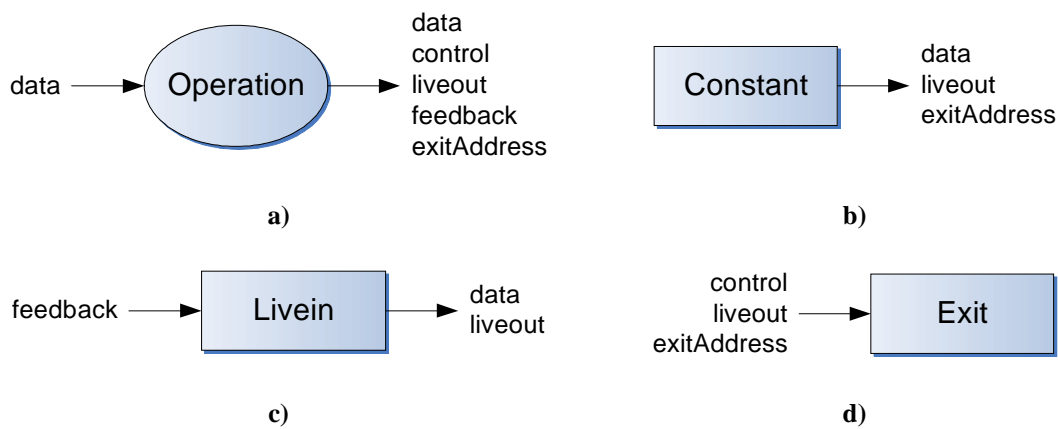 data
Operation
data
control
liveout
feedback
exitAddress
a)
Constant
data
liveout
exitAddress
b)
feedback
Livein
data
liveout
c)
control
liveout
exitAddress
Exit
d)